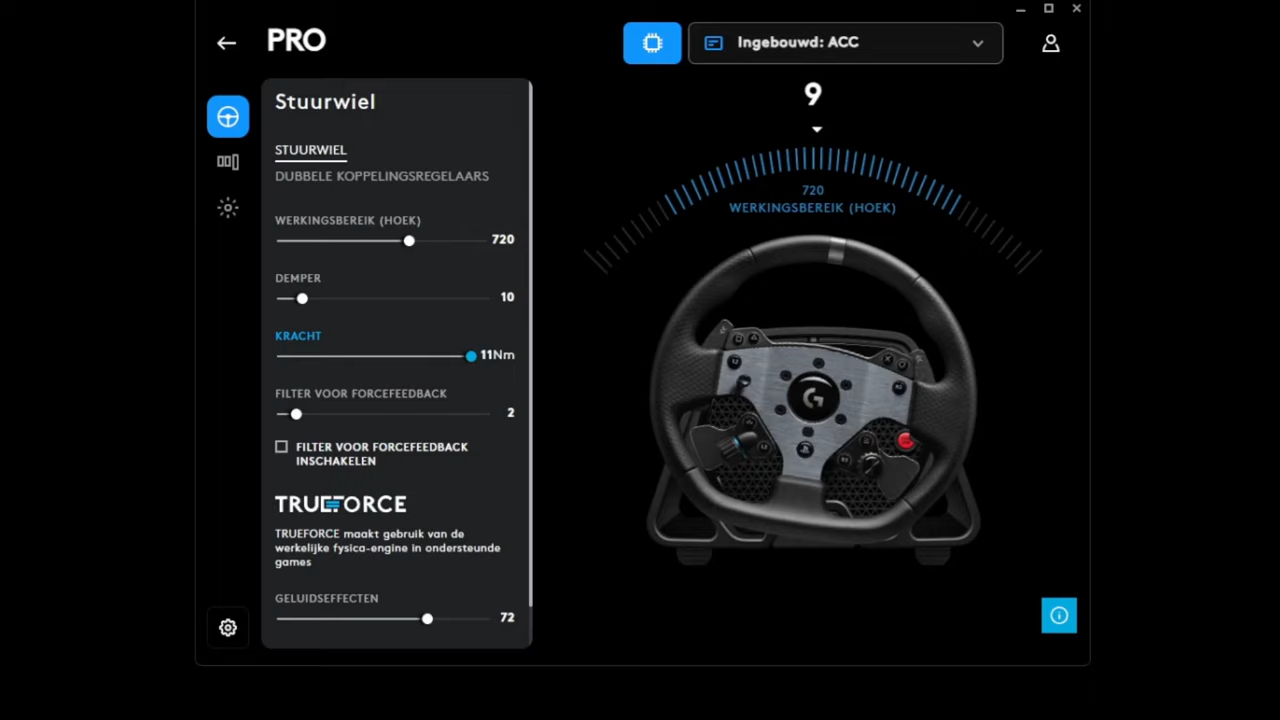 PRO
Ingebouwd: ACC
Stuurwiel
STUURWIEL
DUBBELE KOPPELINGSREGELAARS
WERKINGSBEREIK (HOEK)
720
DEMPER
10
KRACHT
11Nm
FILTER VOOR FORCEFEEDBACK
2
FILTER VOOR FORCEFEEDBACK
INSCHAKELEN
TRUEFORCE
TRUEFORCE maakt gebruik van de
werkelijke fysica-engine in ondersteunde
games
GELUIDSEFFECTEN
72
9
720
WERKINGSBEREIK (HOEK)